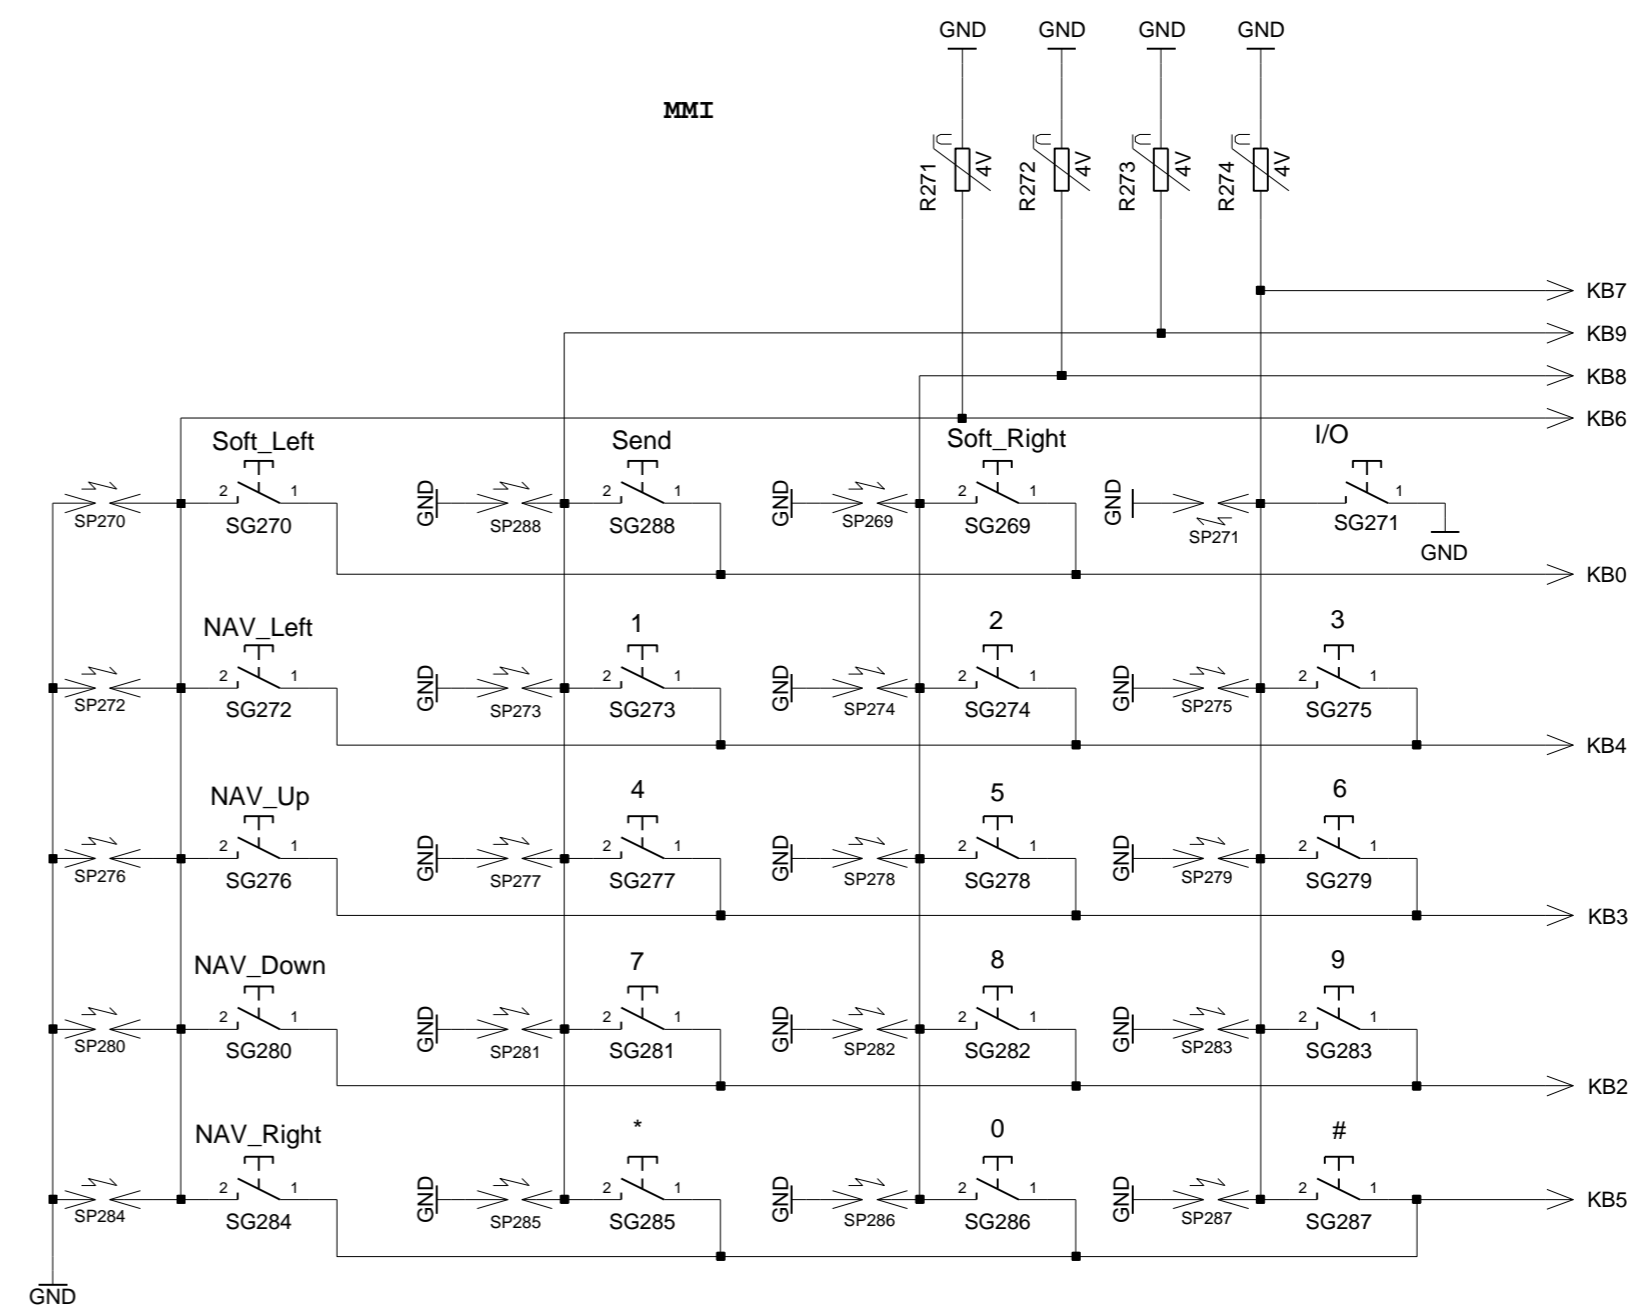 GND GND GND GND
MMI
R271 4V R272 4V R273 4V R274 4V
KB7
KB9
KB8
KB6
Soft_Left Send Soft_Right I/O
SP270 2 1 SG270 GND SP288 2 1 SG288 GND SP269 2 1 SG269 GND SP271 1 SG271 GND
KB0
NAV_Left 1 2 3
SP272 2 1 SG272 GND SP273 2 1 SG273 GND SP274 2 1 SG274 GND SP275 2 1 SG275
KB4
NAV_Up 4 5 6
SP276 2 1 SG276 GND SP277 2 1 SG277 GND SP278 2 1 SG278 GND SP279 2 1 SG279
KB3
NAV_Down 7 8 9
SP280 2 1 SG280 GND SP281 2 1 SG281 GND SP282 2 1 SG282 GND SP283 2 1 SG283
KB2
NAV_Right * 0 #
SP284 2 1 SG284 GND SP285 2 1 SG285 GND SP286 2 1 SG286 GND SP287 2 1 SG287
KB5
GND